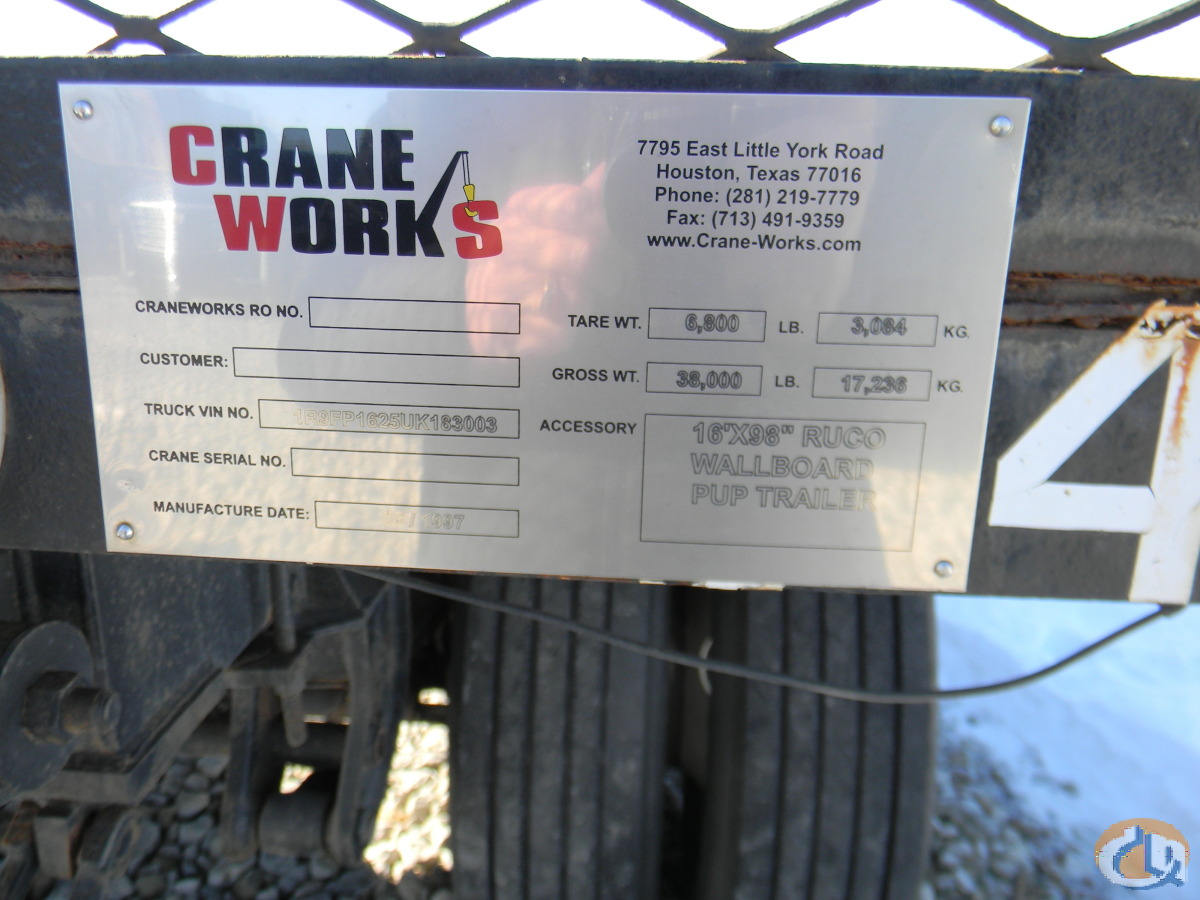 CRANE
WORKS
7795 East Little York Road
Houston, Texas 77016
Phone: (281) 219-7779
Fax: (713) 491-9359
www.Crane-Works.com
CRANEWORKS RO NO.
CUSTOMER:
TRUCK VIN NO. 1R9FP1625UK163003
CRANE SERIAL NO.
MANUFACTURE DATE: 1997
TARE WT. 6,800 LB. 3,084 KG.
GROSS WT. 38,000 LB. 17,236 KG.
ACCESSORY
16'X98" RUCO
WALLBOARD
PUP TRAILER
4